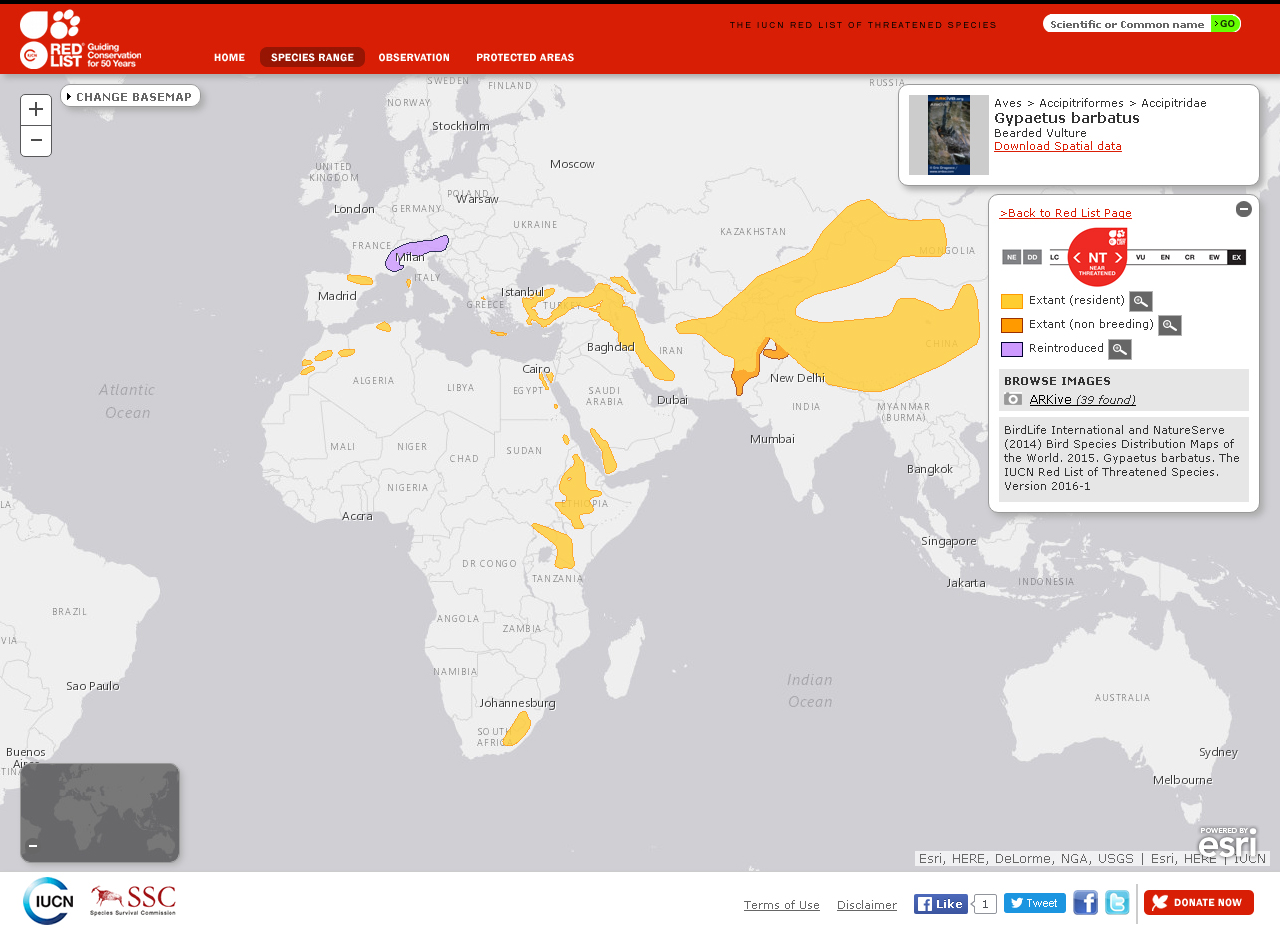 THE IUCN RED LIST OF THREATENED SPECIES
Scientific or Common name
>GO
IUCN
RED LIST
Guiding
Conservation
for 50 Years
HOME
SPECIES RANGE
OBSERVATION
PROTECTED AREAS
+
−
CHANGE BASEMAP
Aves > Accipitriformes > Accipitridae
Gypaetus barbatus
Bearded Vulture
Download Spatial data
>Back to Red List Page
NE DD LC < NT > VU EN CR EW EX
NEAR
THREATENED
Extant (resident)
Extant (non breeding)
Reintroduced
BROWSE IMAGES
ARKive (39 found)
BirdLife International and NatureServe
(2014) Bird Species Distribution Maps of
the World. 2015. Gypaetus barbatus. The
IUCN Red List of Threatened Species.
Version 2016-1
SWEDEN
FINLAND
RUSSIA
NORWAY
Stockholm
Moscow
UNITED
KINGDOM
London
POLAND
Warsaw
GERMANY
UKRAINE
KAZAKHSTAN
MONGOLIA
FRANCE
Milan
ITALY
Madrid
Istanbul
GREECE
TURKEY
Baghdad
IRAN
CHINA
Cairo
ALGERIA
LIBYA
EGYPT
SAUDI
ARABIA
Dubai
New Delhi
INDIA
MYANMAR
(BURMA)
Atlantic
Ocean
MALI
NIGER
CHAD
SUDAN
Mumbai
Bangkok
NIGERIA
Accra
ETHIOPIA
LA
Singapore
DR CONGO
TANZANIA
Jakarta
INDONESIA
BRAZIL
ANGOLA
ZAMBIA
VIA
NAMIBIA
Indian
Ocean
Sao Paulo
Johannesburg
AUSTRALIA
SOUTH
AFRICA
Buenos
Aires
TINA
Sydney
Melbourne
POWERED BY
esri
Esri, HERE, DeLorme, NGA, USGS | Esri, HERE | IUCN
IUCN
SSC
Species Survival Commission
Terms of Use
Disclaimer
Like
1
Tweet
DONATE NOW